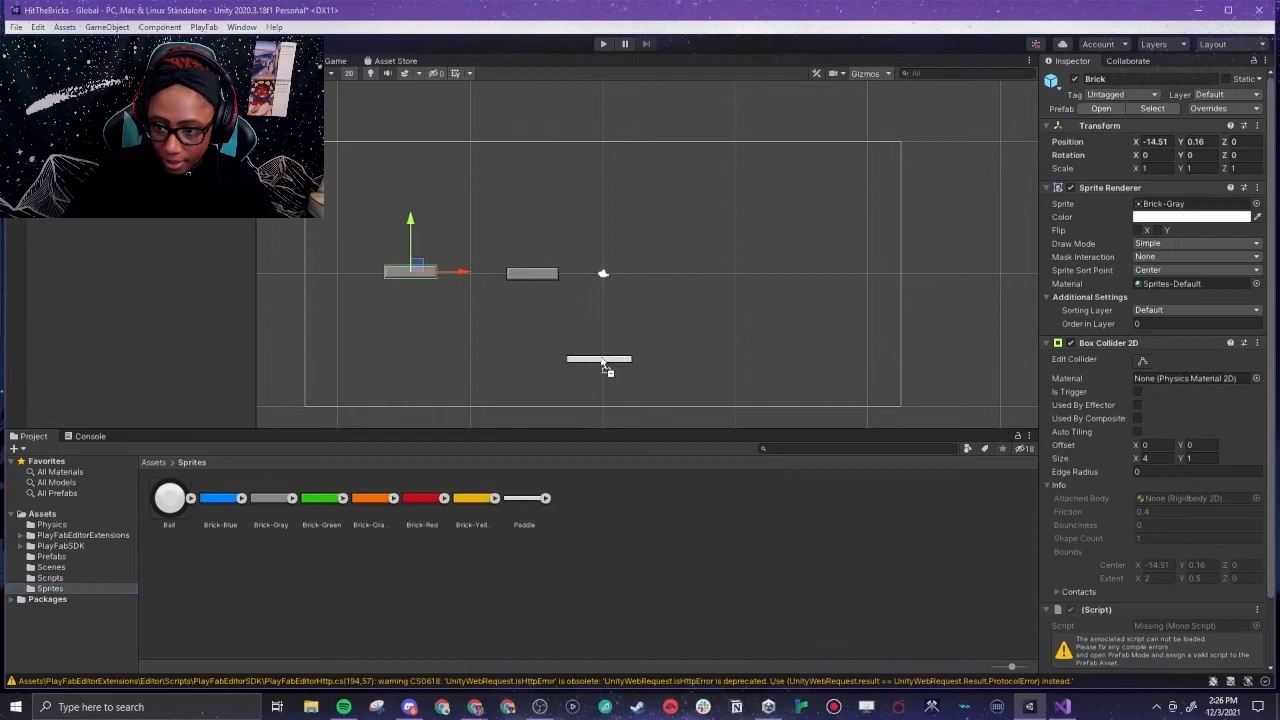 HitTheBricks - Global - PC, Mac & Linux Standalone - Unity 2020.3.18f1 Personal* <DX11>
File Edit Assets GameObject Component PlayFab Window Help
Account Layers Layout
Game Asset Store
2D 0 Gizmos All
Inspector Collaborate
Brick Static
Tag Untagged Layer Default
Prefab Open Select Overrides
Transform
Position X -14.51 Y 0.16 Z 0
Rotation X 0 Y 0 Z 0
Scale X 1 Y 1 Z 1
Sprite Renderer
Sprite Brick-Gray
Color
Flip X Y
Draw Mode Simple
Mask Interaction None
Sprite Sort Point Center
Material Sprites-Default
Additional Settings
Sorting Layer Default
Order in Layer 0
Box Collider 2D
Edit Collider
Material None (Physics Material 2D)
Is Trigger
Used By Effector
Used By Composite
Auto Tiling
Offset X 0 Y 0
Size X 4 Y 1
Edge Radius 0
Info
Attached Body None (Rigidbody 2D)
Friction 0.4
Bounciness 0
Shape Count 1
Bounds
Center X -14.51 Y 0.16 Z 0
Extent X 2 Y 0.5 Z 0
Contacts
(Script)
Script Missing (Mono Script)
The associated script can not be loaded.
Please fix any compile errors
and open Prefab Mode and assign a valid script to the
Prefab Asset.
Project Console
18
Favorites
All Materials
All Models
All Prefabs
Assets
Physics
PlayFabEditorExtensions
PlayFabSDK
Prefabs
Scenes
Scripts
Sprites
Packages
Assets > Sprites
Ball Brick-Blue Brick-Gray Brick-Green Brick-Ora... Brick-Red Brick-Yell... Paddle
Assets\PlayFabEditorExtensions\Editor\Scripts\PlayFabEditorSDK\PlayFabEditorHttp.cs(194,57): warning CS0618: 'UnityWebRequest.isHttpError' is obsolete: 'UnityWebRequest.isHttpError is deprecated. Use (UnityWebRequest.result == UnityWebRequest.Result.ProtocolError) instead.'
Type here to search
2:26 PM
12/3/2021